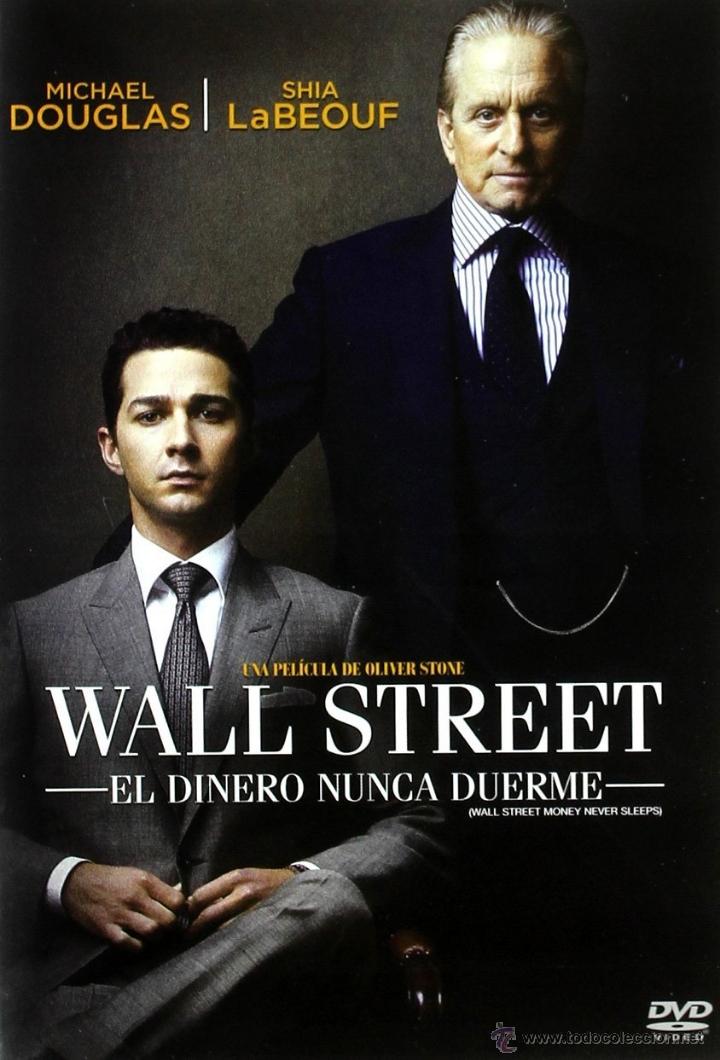 MICHAEL
DOUGLAS
SHIA
LaBEOUF
UNA PELÍCULA DE OLIVER STONE
WALL STREET
EL DINERO NUNCA DUERME
(WALL STREET MONEY NEVER SLEEPS)
DVD
VIDEO
www.todocoleccion.net